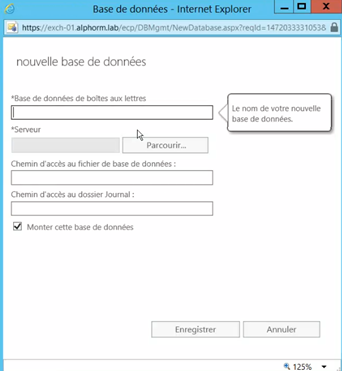 Base de données - Internet Explorer
https://exch-01.alphorm.lab/ecp/DBMgmt/NewDatabase.aspx?reqId=1472033331053&
nouvelle base de données
*Base de données de boîtes aux lettres
Le nom de votre nouvelle
base de données.
*Serveur
Parcourir...
Chemin d'accès au fichier de base de données :
Chemin d'accès au dossier Journal :
Monter cette base de données
Enregistrer
Annuler
125%